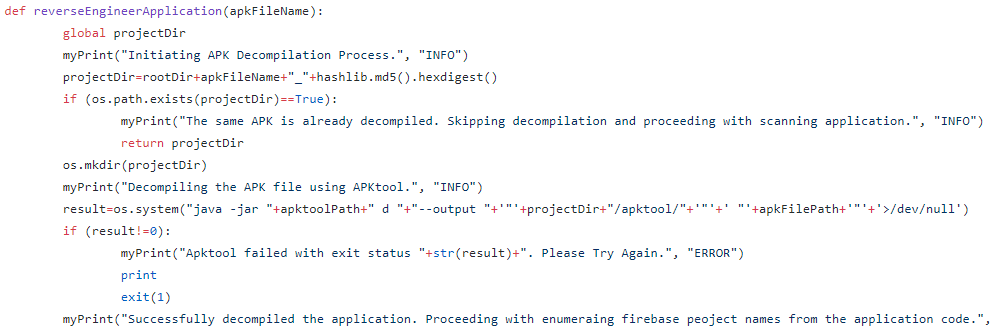 def reverseEngineerApplication(apkFileName):
global projectDir
myPrint("Initiating APK Decompilation Process.", "INFO")
projectDir=rootDir+apkFileName+"_"+hashlib.md5().hexdigest()
if (os.path.exists(projectDir)==True):
myPrint("The same APK is already decompiled. Skipping decompilation and proceeding with scanning application.", "INFO")
return projectDir
os.mkdir(projectDir)
myPrint("Decompiling the APK file using APKtool.", "INFO")
result=os.system("java -jar "+apktoolPath+" d "+"--output "+'"'+projectDir+"/apktool/"+'"'+' "'+apkFilePath+'"'+'>/dev/null')
if (result!=0):
myPrint("Apktool failed with exit status "+str(result)+". Please Try Again.", "ERROR")
print
exit(1)
myPrint("Successfully decompiled the application. Proceeding with enumeraing firebase peoject names from the application code.",